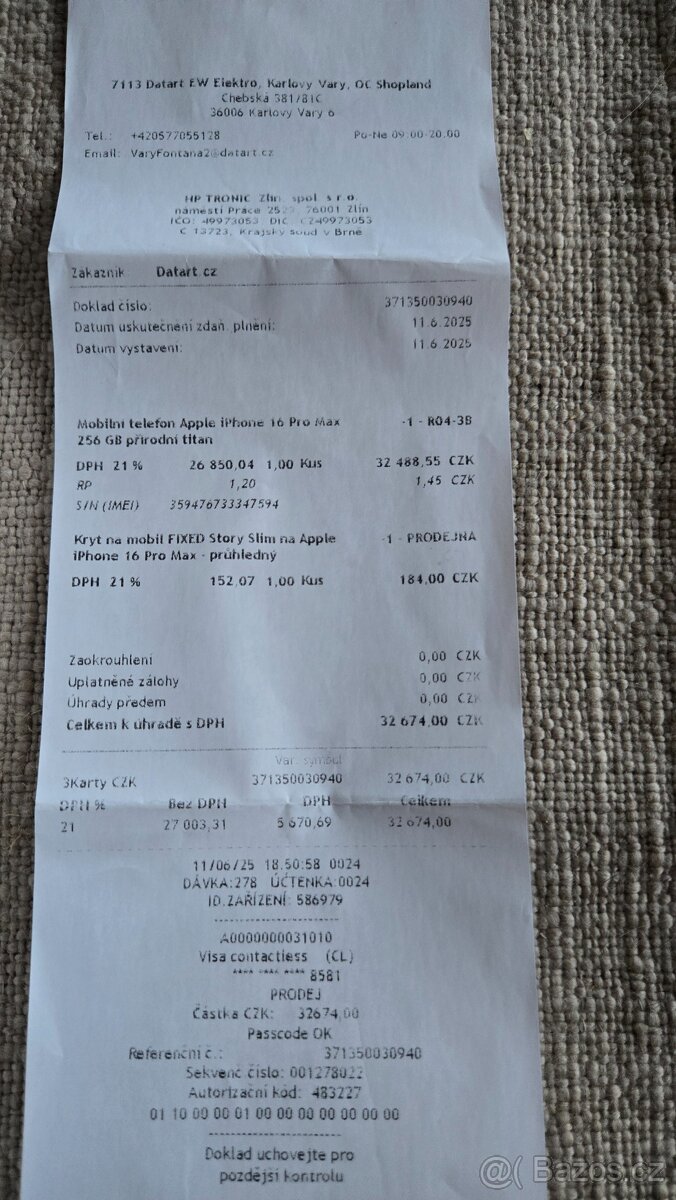 7113 Datart EW Elektro, Karlovy Vary, OC Shopland
Chebská 381/81C
36006 Karlovy Vary 6
Tel.: +420577055128 Po-Ne 09.00-20.00
Email: VaryFontana2@datart.cz
HP TRONIC Zlín, spol. s r.o.
náměstí Práce 2523, 76001 Zlín
IČO: 49973053, DIČ: CZ49973053
C 13723, Krajský soud v Brně
Zákazník: Datart.cz
Doklad číslo: 371350030940
Datum uskutečnění zdaň. plnění: 11.6.2025
Datum vystavení: 11.6.2025
Mobilní telefon Apple iPhone 16 Pro Max -1 - R04-3B
256 GB přírodní titan
DPH 21 % 26 850,04 1,00 Kus 32 488,55 CZK
RP 1,20 1,45 CZK
S/N (IMEI) 359476733347594
Kryt na mobil FIXED Story Slim na Apple -1 - PRODEJNA
iPhone 16 Pro Max - průhledný
DPH 21 % 152,07 1,00 Kus 184,00 CZK
Zaokrouhlení 0,00 CZK
Uplatněné zálohy 0,00 CZK
Úhrady předem 0,00 CZK
Celkem k úhradě s DPH 32 674,00 CZK
Var. symbol
3Karty CZK 371350030940 32 674,00 CZK
DPH % Bez DPH DPH Celkem
21 27 003,31 5 670,69 32 674,00
11/06/25 18:50:58 0024
DÁVKA:278 ÚČTENKA:0024
ID.ZAŘÍZENÍ: 586979
A0000000031010
Visa contactless (CL)
**** **** **** 8581
PRODEJ
Částka CZK: 32674,00
Passcode OK
Referenční č.: 371350030940
Sekvenč číslo: 001278022
Autorizační kód: 483227
01 10 00 00 01 00 00 00 00 00 00 00
Doklad uchovejte pro
pozdější kontrolu
@ Bazos.cz